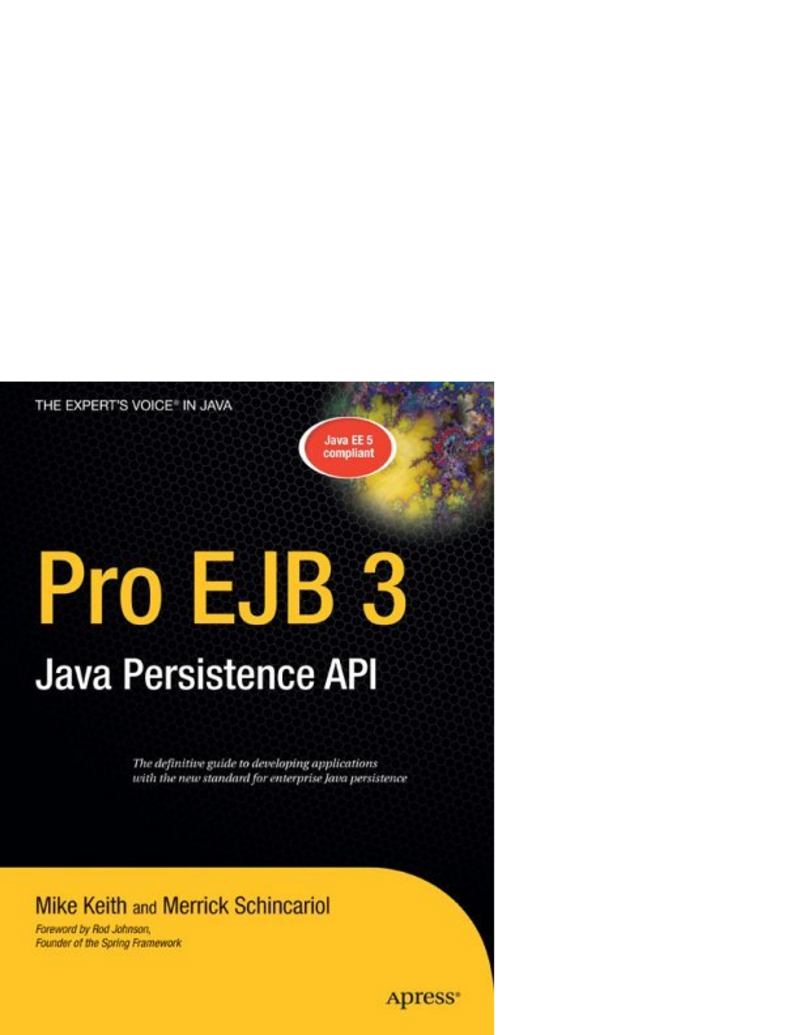 THE EXPERT'S VOICE® IN JAVA
Java EE 5
compliant
Pro EJB 3
Java Persistence API
The definitive guide to developing applications
with the new standard for enterprise Java persistence
Mike Keith and Merrick Schincariol
Foreword by Rod Johnson,
Founder of the Spring Framework
Apress®